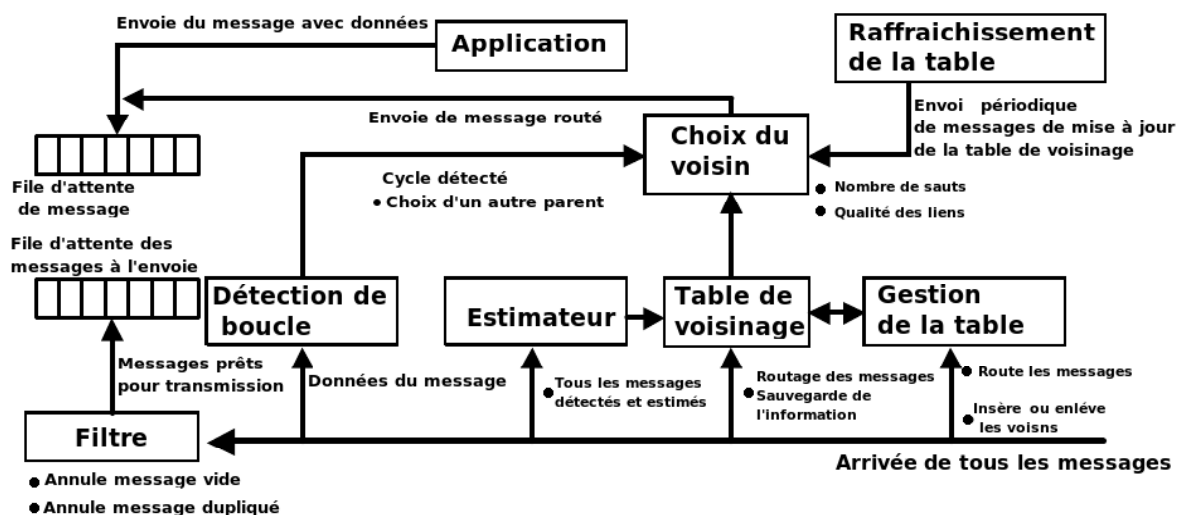 Envoie du message avec données
Application
Raffraichissement
de la table
Envoie de message routé
Choix du
voisin
Envoi périodique
de messages de mise à jour
de la table de voisinage
File d'attente
de message
Cycle détecté
• Choix d'un autre parent
• Nombre de sauts
• Qualité des liens
File d'attente des
messages à l'envoie
Détection de
boucle
Estimateur
Table de
voisinage
Gestion
de la table
Messages prêts
pour transmission
Données du message
• Tous les messages
détectés et estimés
• Routage des messages
Sauvegarde de
l'information
• Route les messages
• Insère ou enléve
les voisns
Filtre
Arrivée de tous les messages
• Annule message vide
• Annule message dupliqué